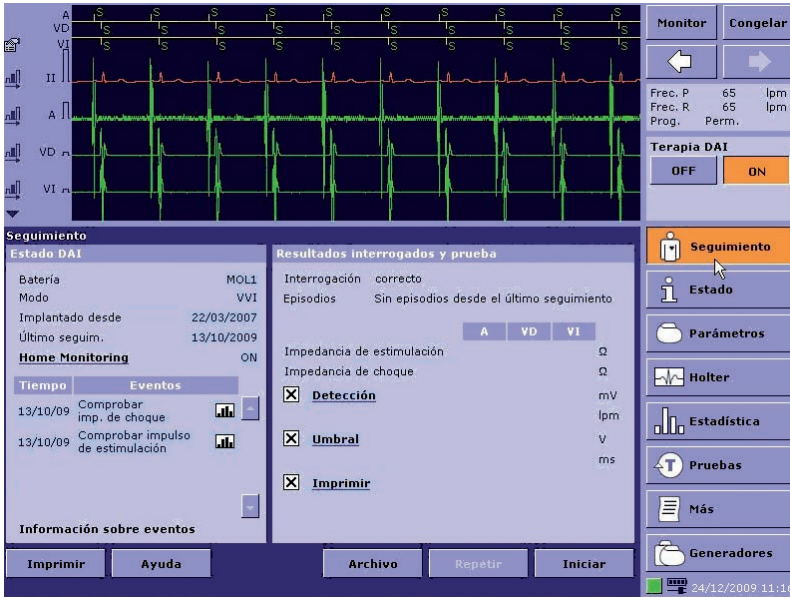 A
VD
VI
S S S S S S S S S
S S S S S S S S S
S S S S S S S S S
II
A
VD
VI
Monitor Congelar
Frec. P 65 lpm
Frec. R 65 lpm
Prog. Perm.
Terapia DAI
OFF ON
Seguimiento
Estado DAI
Batería MOL1
Modo VVI
Implantado desde 22/03/2007
Último seguim. 13/10/2009
Home Monitoring ON
Tiempo Eventos
13/10/09 Comprobar
imp. de choque
13/10/09 Comprobar impulso
de estimulación
Información sobre eventos
Resultados interrogados y prueba
Interrogación correcto
Episodios Sin episodios desde el último seguimiento
A VD VI
Impedancia de estimulación Ω
Impedancia de choque Ω
Detección mV
lpm
Umbral V
ms
Imprimir
Seguimiento
Estado
Parámetros
Holter
Estadística
Pruebas
Más
Generadores
Imprimir Ayuda Archivo Repetir Iniciar
24/12/2009 11:16